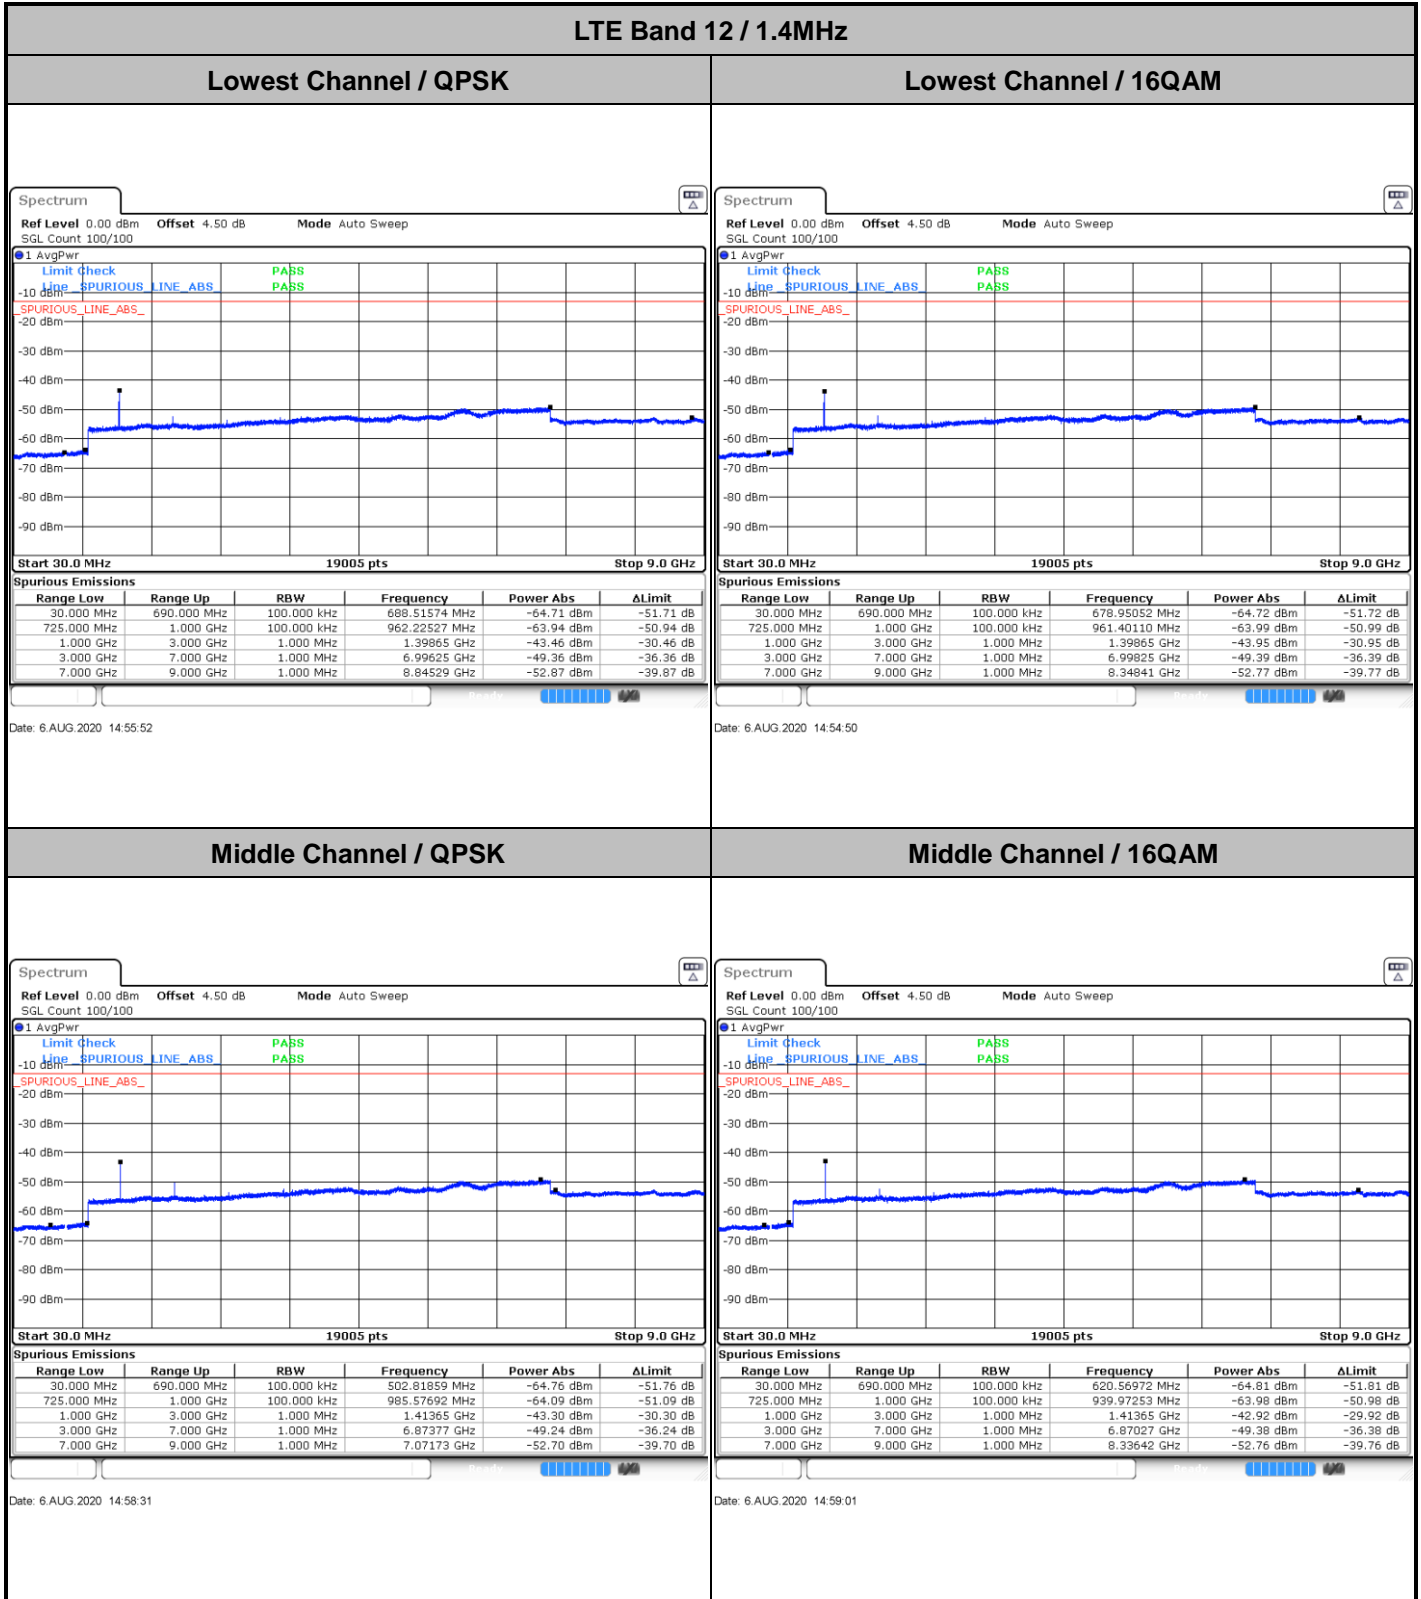 LTE Band 12 / 1.4MHz
Lowest Channel / QPSK
Lowest Channel / 16QAM
Spectrum
Ref Level 0.00 dBm Offset 4.50 dB Mode Auto Sweep
SGL Count 100/100
1 AvgPwr
Limit Check PASS
Line _SPURIOUS_LINE_ABS_ PASS
-10 dBm
_SPURIOUS_LINE_ABS_
-20 dBm
-30 dBm
-40 dBm
-50 dBm
-60 dBm
-70 dBm
-80 dBm
-90 dBm
Start 30.0 MHz 19005 pts Stop 9.0 GHz
Spurious Emissions
Range Low Range Up RBW Frequency Power Abs ΔLimit
30.000 MHz 690.000 MHz 100.000 kHz 688.51574 MHz -64.71 dBm -51.71 dB
725.000 MHz 1.000 GHz 100.000 kHz 962.22527 MHz -63.94 dBm -50.94 dB
1.000 GHz 3.000 GHz 1.000 MHz 1.39865 GHz -43.46 dBm -30.46 dB
3.000 GHz 7.000 GHz 1.000 MHz 6.99625 GHz -49.36 dBm -36.36 dB
7.000 GHz 9.000 GHz 1.000 MHz 8.84529 GHz -52.87 dBm -39.87 dB
Ready
Date: 6.AUG.2020 14:55:52
Spectrum
Ref Level 0.00 dBm Offset 4.50 dB Mode Auto Sweep
SGL Count 100/100
1 AvgPwr
Limit Check PASS
Line _SPURIOUS_LINE_ABS_ PASS
-10 dBm
_SPURIOUS_LINE_ABS_
-20 dBm
-30 dBm
-40 dBm
-50 dBm
-60 dBm
-70 dBm
-80 dBm
-90 dBm
Start 30.0 MHz 19005 pts Stop 9.0 GHz
Spurious Emissions
Range Low Range Up RBW Frequency Power Abs ΔLimit
30.000 MHz 690.000 MHz 100.000 kHz 678.95052 MHz -64.72 dBm -51.72 dB
725.000 MHz 1.000 GHz 100.000 kHz 961.40110 MHz -63.99 dBm -50.99 dB
1.000 GHz 3.000 GHz 1.000 MHz 1.39865 GHz -43.95 dBm -30.95 dB
3.000 GHz 7.000 GHz 1.000 MHz 6.99825 GHz -49.39 dBm -36.39 dB
7.000 GHz 9.000 GHz 1.000 MHz 8.34841 GHz -52.77 dBm -39.77 dB
Ready
Date: 6.AUG.2020 14:54:50
Middle Channel / QPSK
Middle Channel / 16QAM
Spectrum
Ref Level 0.00 dBm Offset 4.50 dB Mode Auto Sweep
SGL Count 100/100
1 AvgPwr
Limit Check PASS
Line _SPURIOUS_LINE_ABS_ PASS
-10 dBm
_SPURIOUS_LINE_ABS_
-20 dBm
-30 dBm
-40 dBm
-50 dBm
-60 dBm
-70 dBm
-80 dBm
-90 dBm
Start 30.0 MHz 19005 pts Stop 9.0 GHz
Spurious Emissions
Range Low Range Up RBW Frequency Power Abs ΔLimit
30.000 MHz 690.000 MHz 100.000 kHz 502.81859 MHz -64.76 dBm -51.76 dB
725.000 MHz 1.000 GHz 100.000 kHz 985.57692 MHz -64.09 dBm -51.09 dB
1.000 GHz 3.000 GHz 1.000 MHz 1.41365 GHz -43.30 dBm -30.30 dB
3.000 GHz 7.000 GHz 1.000 MHz 6.87377 GHz -49.24 dBm -36.24 dB
7.000 GHz 9.000 GHz 1.000 MHz 7.07173 GHz -52.70 dBm -39.70 dB
Ready
Date: 6.AUG.2020 14:58:31
Spectrum
Ref Level 0.00 dBm Offset 4.50 dB Mode Auto Sweep
SGL Count 100/100
1 AvgPwr
Limit Check PASS
Line _SPURIOUS_LINE_ABS_ PASS
-10 dBm
_SPURIOUS_LINE_ABS_
-20 dBm
-30 dBm
-40 dBm
-50 dBm
-60 dBm
-70 dBm
-80 dBm
-90 dBm
Start 30.0 MHz 19005 pts Stop 9.0 GHz
Spurious Emissions
Range Low Range Up RBW Frequency Power Abs ΔLimit
30.000 MHz 690.000 MHz 100.000 kHz 620.56972 MHz -64.81 dBm -51.81 dB
725.000 MHz 1.000 GHz 100.000 kHz 939.97253 MHz -63.98 dBm -50.98 dB
1.000 GHz 3.000 GHz 1.000 MHz 1.41365 GHz -42.92 dBm -29.92 dB
3.000 GHz 7.000 GHz 1.000 MHz 6.87027 GHz -49.38 dBm -36.38 dB
7.000 GHz 9.000 GHz 1.000 MHz 8.33642 GHz -52.76 dBm -39.76 dB
Ready
Date: 6.AUG.2020 14:59:01